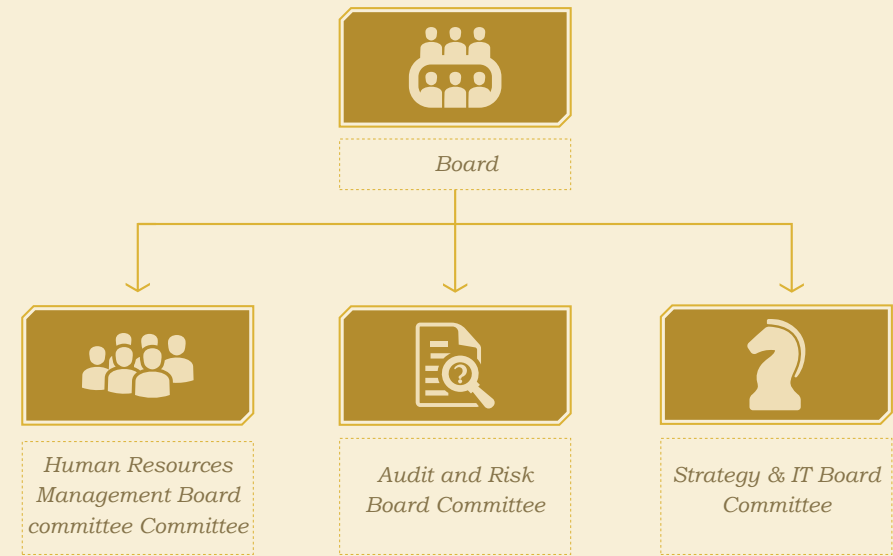 Board
Human Resources
Management Board
committee Committee
Audit and Risk
Board Committee
Strategy & IT Board
Committee